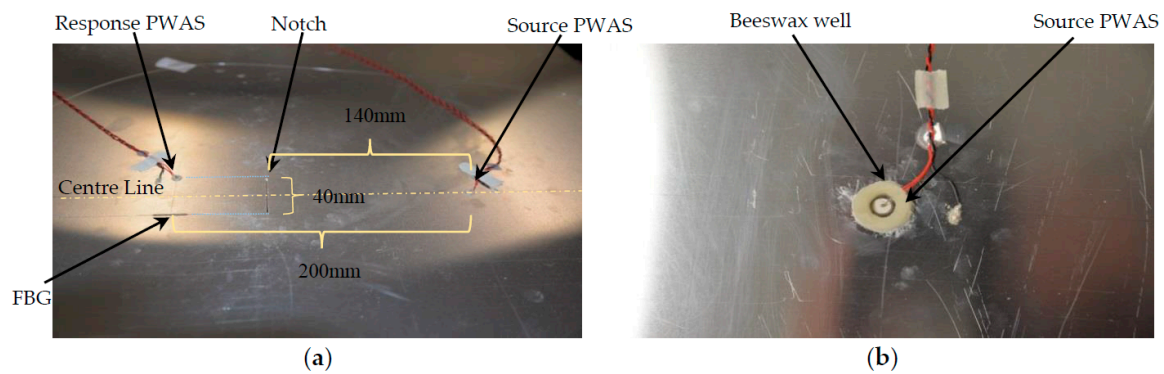 Response PWAS
Notch
Source PWAS
140mm
Centre Line
40mm
200mm
FBG
(a)
Beeswax well
Source PWAS
(b)